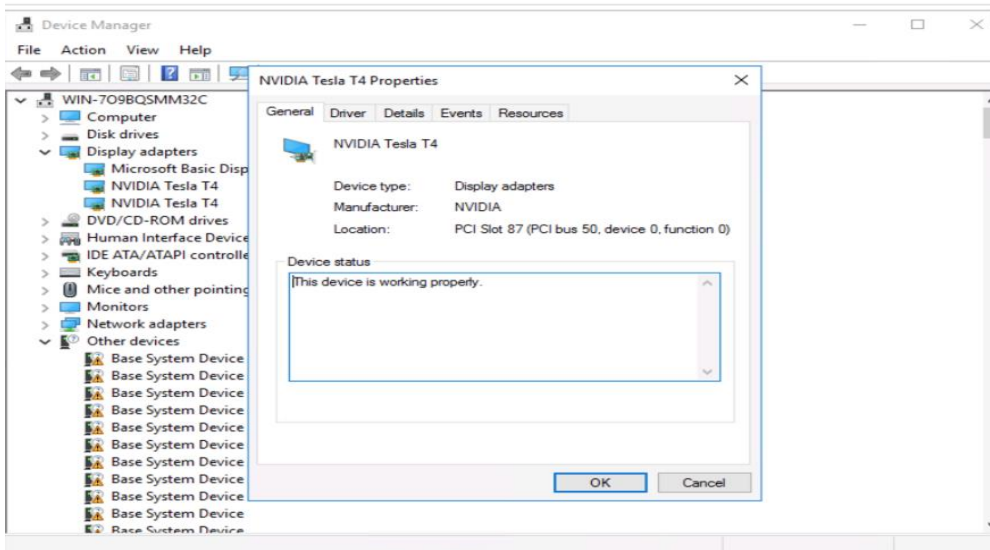 Device Manager
File Action View Help
WIN-7O9BQSMM32C
Computer
Disk drives
Display adapters
Microsoft Basic Disp
NVIDIA Tesla T4
NVIDIA Tesla T4
DVD/CD-ROM drives
Human Interface Device
IDE ATA/ATAPI controlle
Keyboards
Mice and other pointing
Monitors
Network adapters
Other devices
Base System Device
Base System Device
Base System Device
Base System Device
Base System Device
Base System Device
Base System Device
Base System Device
Base System Device
Base System Device
Base System Device
NVIDIA Tesla T4 Properties
General Driver Details Events Resources
NVIDIA Tesla T4
Device type: Display adapters
Manufacturer: NVIDIA
Location: PCI Slot 87 (PCI bus 50, device 0, function 0)
Device status
This device is working properly.
OK Cancel